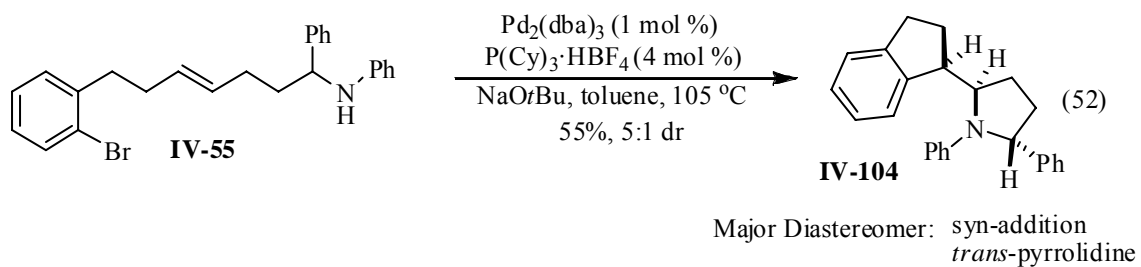 Pd2(dba)3 (1 mol %)
P(Cy)3·HBF4 (4 mol %)
NaOtBu, toluene, 105 °C
55%, 5:1 dr
Ph
N
H
Ph
Br
IV-55
H
H
N
Ph
Ph
H
IV-104
(52)
Major Diastereomer: syn-addition
trans-pyrrolidine